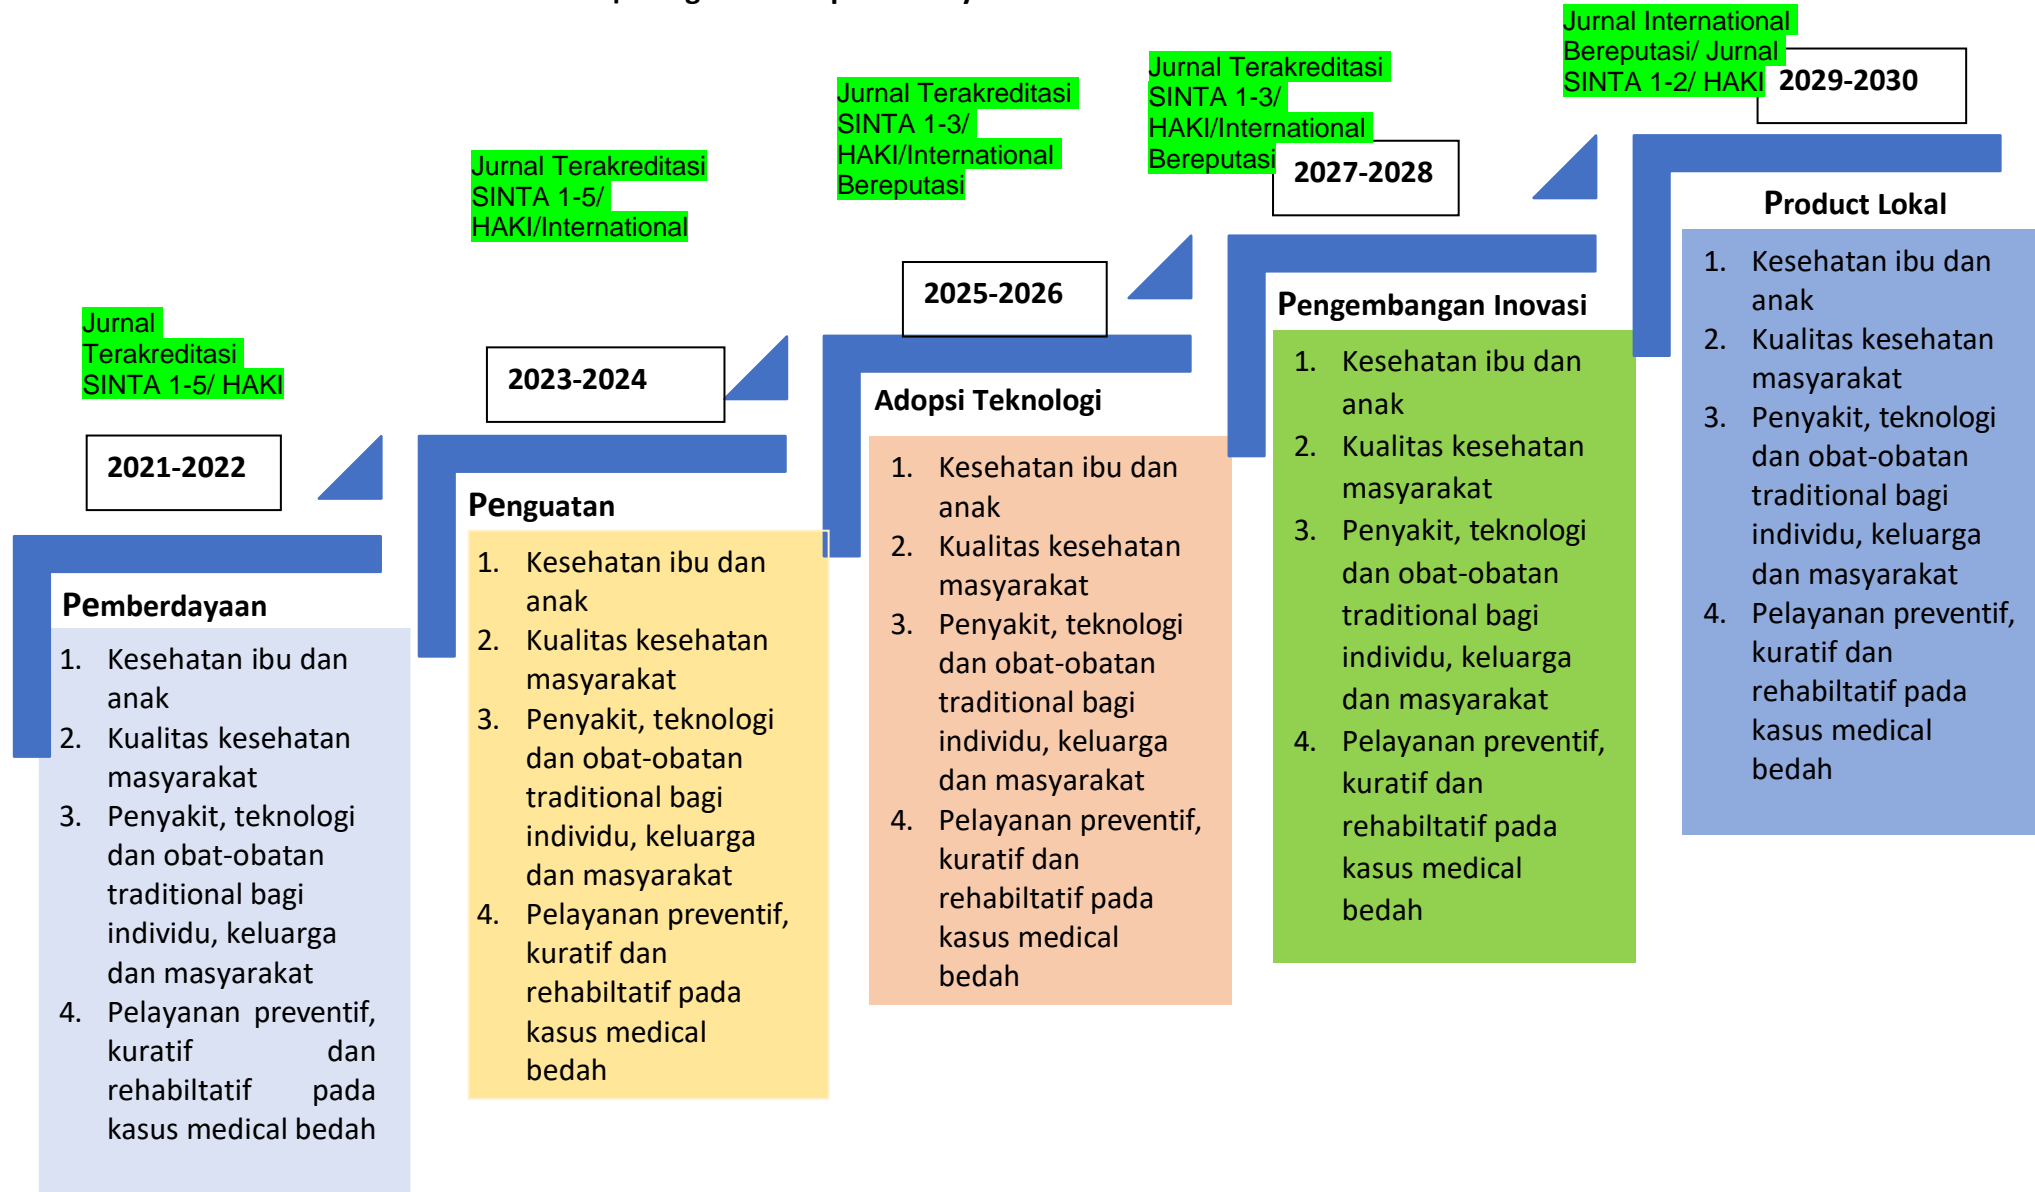 Jurnal
Terakreditasi
SINTA 1-5/ HAKI
2021-2022
Pemberdayaan
1. Kesehatan ibu dan
anak
2. Kualitas kesehatan
masyarakat
3. Penyakit, teknologi
dan obat-obatan
traditional bagi
individu, keluarga
dan masyarakat
4. Pelayanan preventif,
kuratif dan
rehabiltatif pada
kasus medical bedah
Jurnal Terakreditasi
SINTA 1-5/
HAKI/International
2023-2024
Penguatan
1. Kesehatan ibu dan
anak
2. Kualitas kesehatan
masyarakat
3. Penyakit, teknologi
dan obat-obatan
traditional bagi
individu, keluarga
dan masyarakat
4. Pelayanan preventif,
kuratif dan
rehabiltatif pada
kasus medical
bedah
Jurnal Terakreditasi
SINTA 1-3/
HAKI/International
Bereputasi
2025-2026
Adopsi Teknologi
1. Kesehatan ibu dan
anak
2. Kualitas kesehatan
masyarakat
3. Penyakit, teknologi
dan obat-obatan
traditional bagi
individu, keluarga
dan masyarakat
4. Pelayanan preventif,
kuratif dan
rehabiltatif pada
kasus medical
bedah
Jurnal Terakreditasi
SINTA 1-3/
HAKI/International
Bereputasi
2027-2028
Pengembangan Inovasi
1. Kesehatan ibu dan
anak
2. Kualitas kesehatan
masyarakat
3. Penyakit, teknologi
dan obat-obatan
traditional bagi
individu, keluarga
dan masyarakat
4. Pelayanan preventif,
kuratif dan
rehabiltatif pada
kasus medical
bedah
Jurnal International
Bereputasi/ Jurnal
SINTA 1-2/ HAKI
2029-2030
Product Lokal
1. Kesehatan ibu dan
anak
2. Kualitas kesehatan
masyarakat
3. Penyakit, teknologi
dan obat-obatan
traditional bagi
individu, keluarga
dan masyarakat
4. Pelayanan preventif,
kuratif dan
rehabiltatif pada
kasus medical
bedah